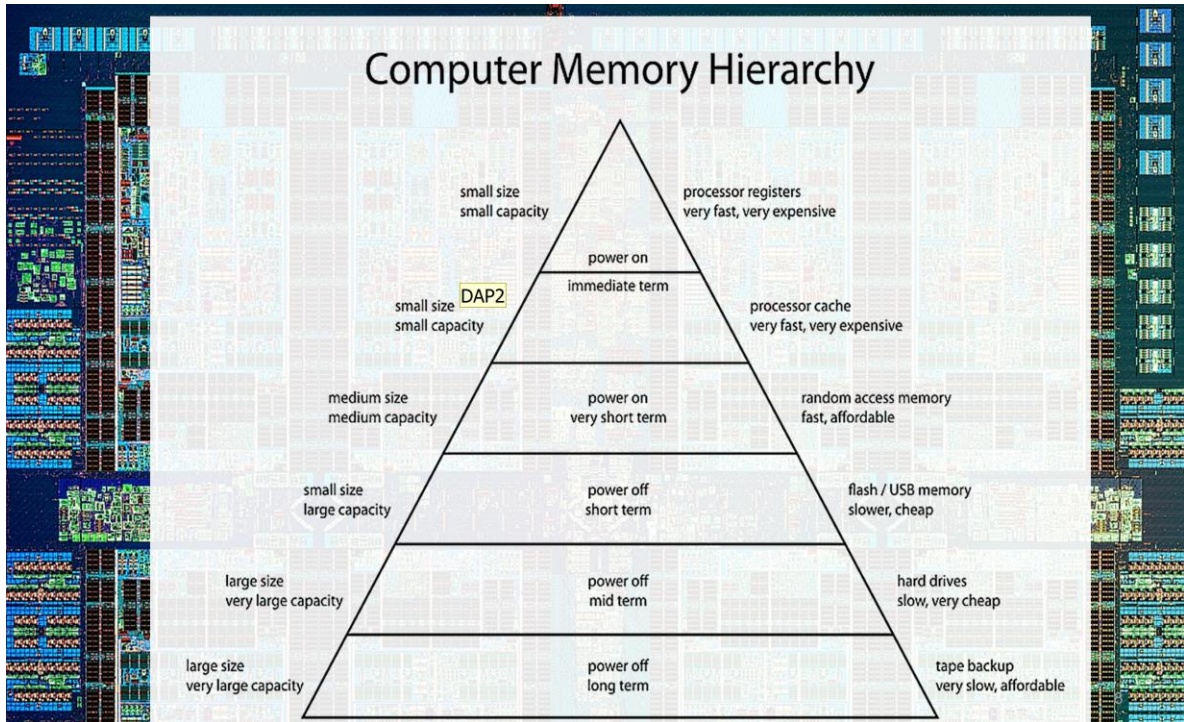 Computer Memory Hierarchy
small size
small capacity
processor registers
very fast, very expensive
power on
immediate term
small size
small capacity
DAP2
processor cache
very fast, very expensive
medium size
medium capacity
power on
very short term
random access memory
fast, affordable
small size
large capacity
power off
short term
flash / USB memory
slower, cheap
large size
very large capacity
power off
mid term
hard drives
slow, very cheap
large size
very large capacity
power off
long term
tape backup
very slow, affordable